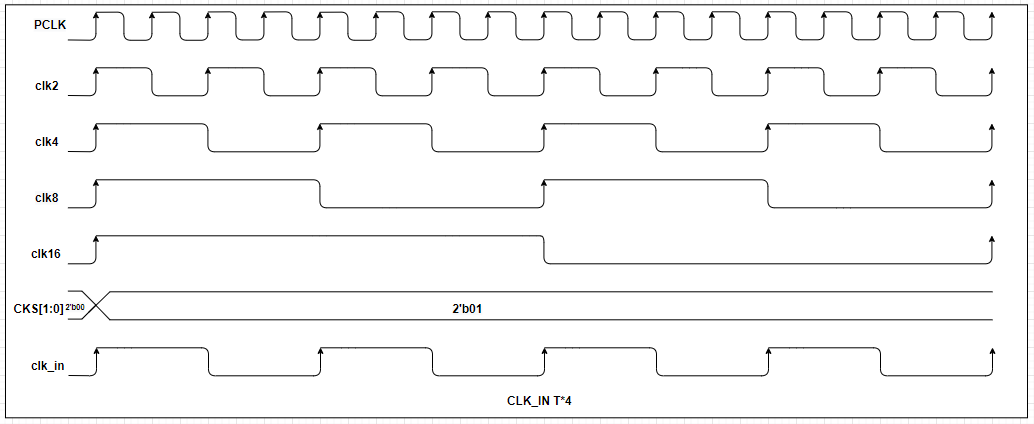 PCLK
clk2
clk4
clk8
clk16
CKS[1:0] 2'b00 2'b01
clk_in
CLK_IN T*4